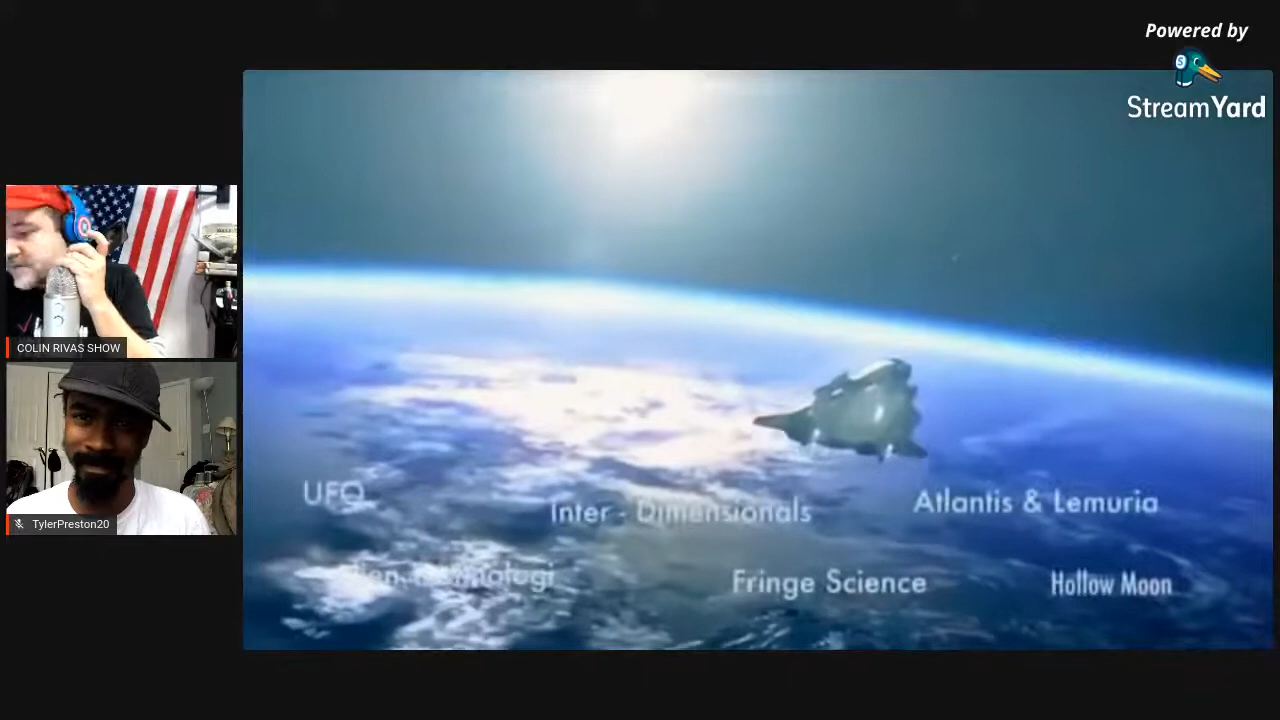 Powered by
StreamYard
COLIN RIVAS SHOW
TylerPreston20
UFO
Inter - Dimensionals
Atlantis & Lemuria
Fringe Science
Hollow Moon